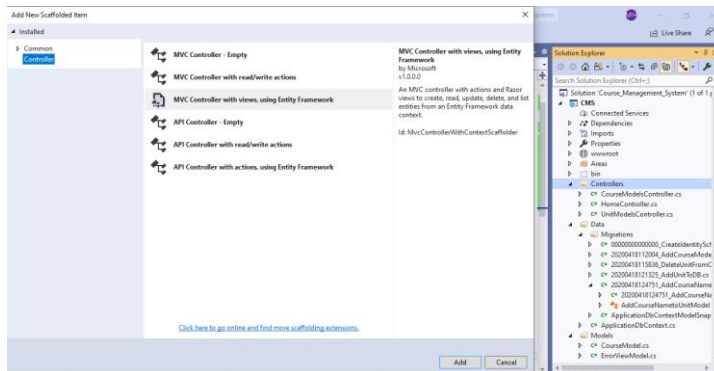 Add New Scaffolded Item
Installed
Common
Controller
MVC Controller - Empty
MVC Controller with read/write actions
MVC Controller with views, using Entity Framework
API Controller - Empty
API Controller with read/write actions
API Controller with actions, using Entity Framework
Click here to go online and find more scaffolding extensions.
MVC Controller with views, using Entity
Framework
by Microsoft
v1.0.0.0
An MVC controller with actions and Razor
views to create, read, update, delete, and list
entities from an Entity Framework data
context.
Id: MvcControllerWithContextScaffolder
Add
Cancel
Live Share
Solution Explorer
Search Solution Explorer (Ctrl+;)
Solution 'Course_Management_System' (1 of 1
CMS
Connected Services
Dependencies
Imports
Properties
wwwroot
Areas
bin
Controllers
CourseModelsController.cs
HomeController.cs
UnitModelsController.cs
Data
Migrations
00000000000000_CreateIdentitySch
20200418112004_AddCourseMode
20200418115836_DeleteUnitFromC
20200418121325_AddUnitToDB.cs
20200418124751_AddCourseName
20200418124751_AddCourseNa
AddCourseNametoUnitModel
ApplicationDbContextModelSnap
ApplicationDbContext.cs
Models
CourseModel.cs
ErrorViewModel.cs